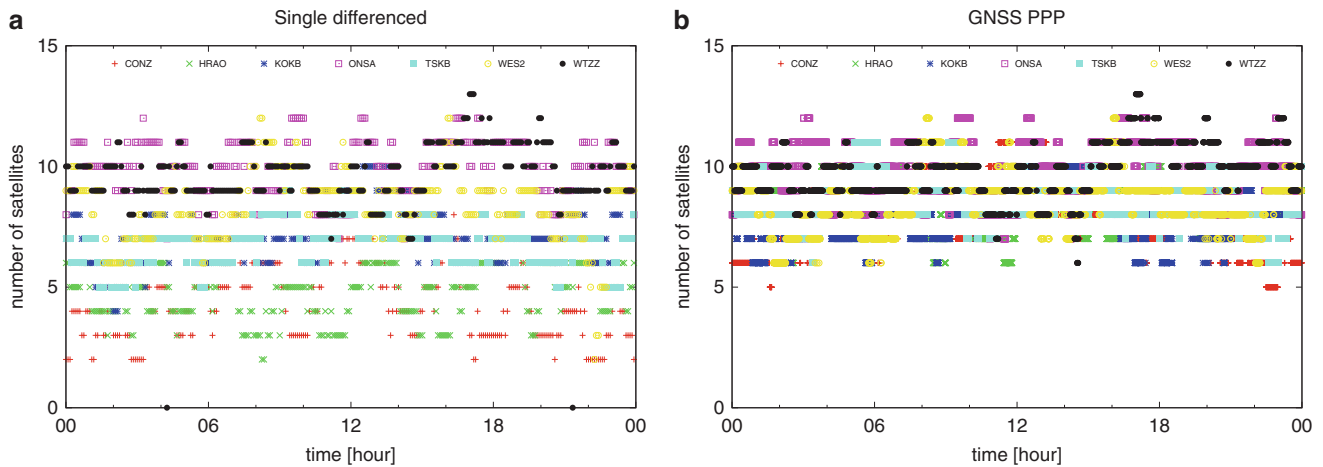 a
Single differenced
15
CONZ HRAO KOKB ONSA TSKB WES2 WTZZ
10
5
0
number of satellites
00 06 12 18 00
time [hour]
b
GNSS PPP
15
CONZ HRAO KOKB ONSA TSKB WES2 WTZZ
10
5
0
number of satellites
00 06 12 18 00
time [hour]